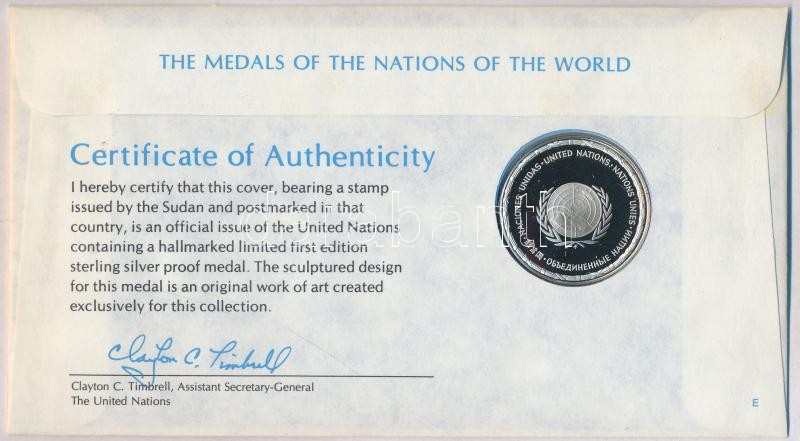 THE MEDALS OF THE NATIONS OF THE WORLD
Certificate of Authenticity
I hereby certify that this cover, bearing a stamp
issued by the Sudan and postmarked in that
country, is an official issue of the United Nations
containing a hallmarked limited first edition
sterling silver proof medal. The sculptured design
for this medal is an original work of art created
exclusively for this collection.
Clayton C. Timbrell
Clayton C. Timbrell, Assistant Secretary-General
The United Nations
NACIONES UNIDAS · UNITED NATIONS · NATIONS UNIES · ОБЪЕДИНЕННЫЕ НАЦИИ ·
E
darabanth